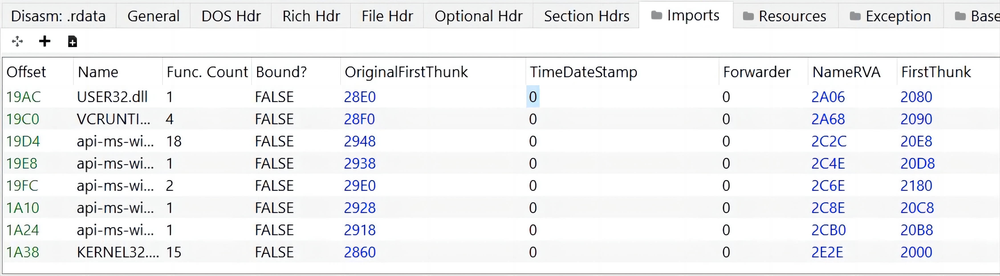 Disasm: .rdata General DOS Hdr Rich Hdr File Hdr Optional Hdr Section Hdrs Imports Resources Exception Base
Offset Name Func. Count Bound? OriginalFirstThunk TimeDateStamp Forwarder NameRVA FirstThunk
19AC USER32.dll 1 FALSE 28E0 0 0 2A06 2080
19C0 VCRUNTI... 4 FALSE 28F0 0 0 2A68 2090
19D4 api-ms-wi... 18 FALSE 2948 0 0 2C2C 20E8
19E8 api-ms-wi... 1 FALSE 2938 0 0 2C4E 20D8
19FC api-ms-wi... 2 FALSE 29E0 0 0 2C6E 2180
1A10 api-ms-wi... 1 FALSE 2928 0 0 2C8E 20C8
1A24 api-ms-wi... 1 FALSE 2918 0 0 2CB0 20B8
1A38 KERNEL32.... 15 FALSE 2860 0 0 2E2E 2000